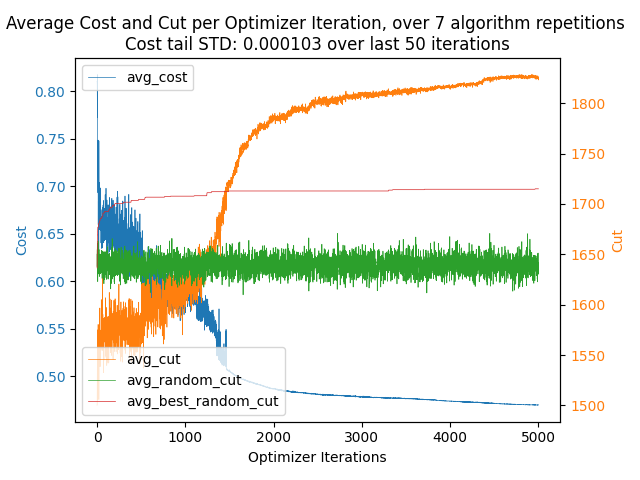 Average Cost and Cut per Optimizer Iteration, over 7 algorithm repetitions
Cost tail STD: 0.000103 over last 50 iterations
avg_cost
0.80
0.75
0.70
0.65
0.60
0.55
0.50
Cost
1800
1750
1700
1650
1600
1550
1500
Cut
avg_cut
avg_random_cut
avg_best_random_cut
0 1000 2000 3000 4000 5000
Optimizer Iterations